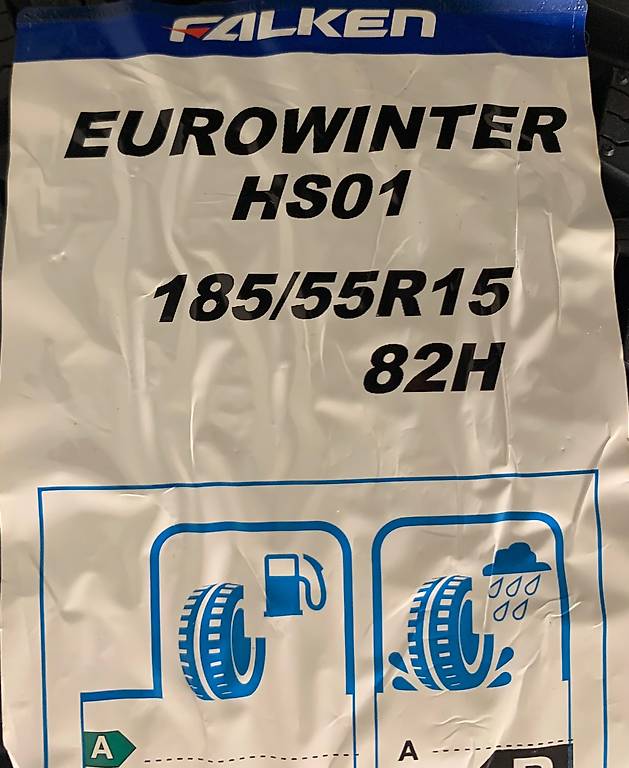 FALKEN
EUROWINTER
HS01
185/55R15
82H
A A